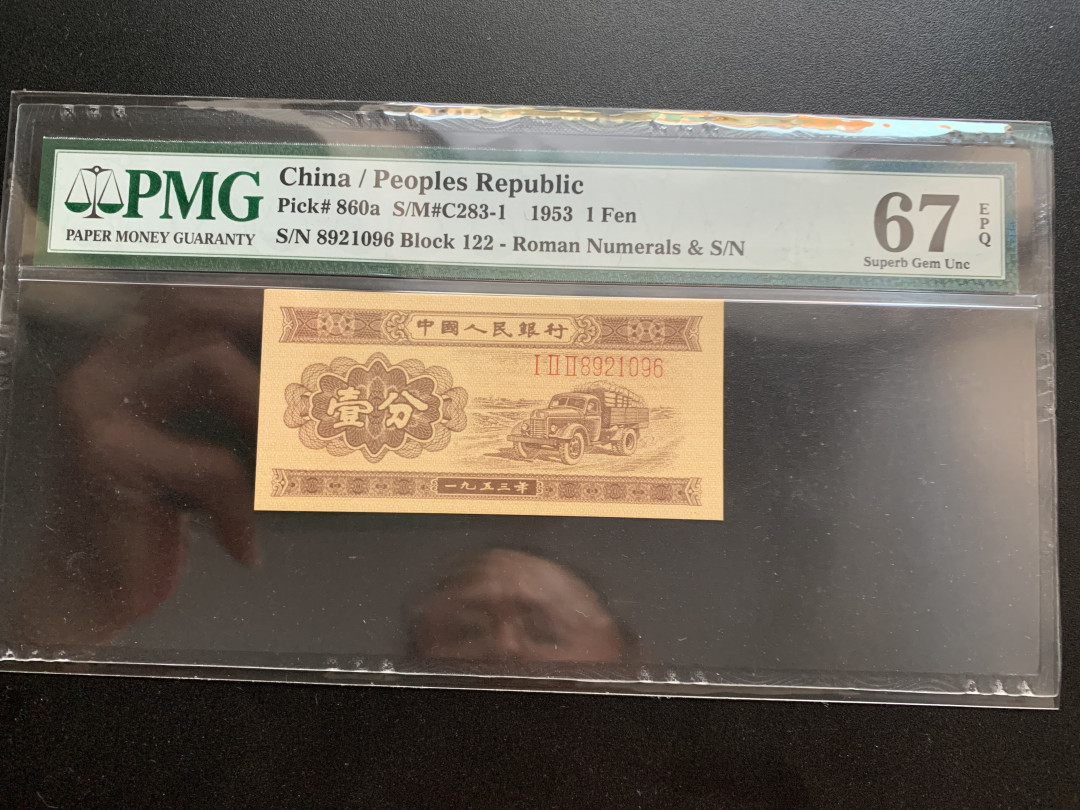 PMG
PAPER MONEY GUARANTY
China / Peoples Republic
Pick# 860a S/M#C283-1 1953 1 Fen
S/N 8921096 Block 122 - Roman Numerals & S/N
67
EPQ
Superb Gem Unc
中國人民銀行
I II II 8921096
壹分
一九五三年